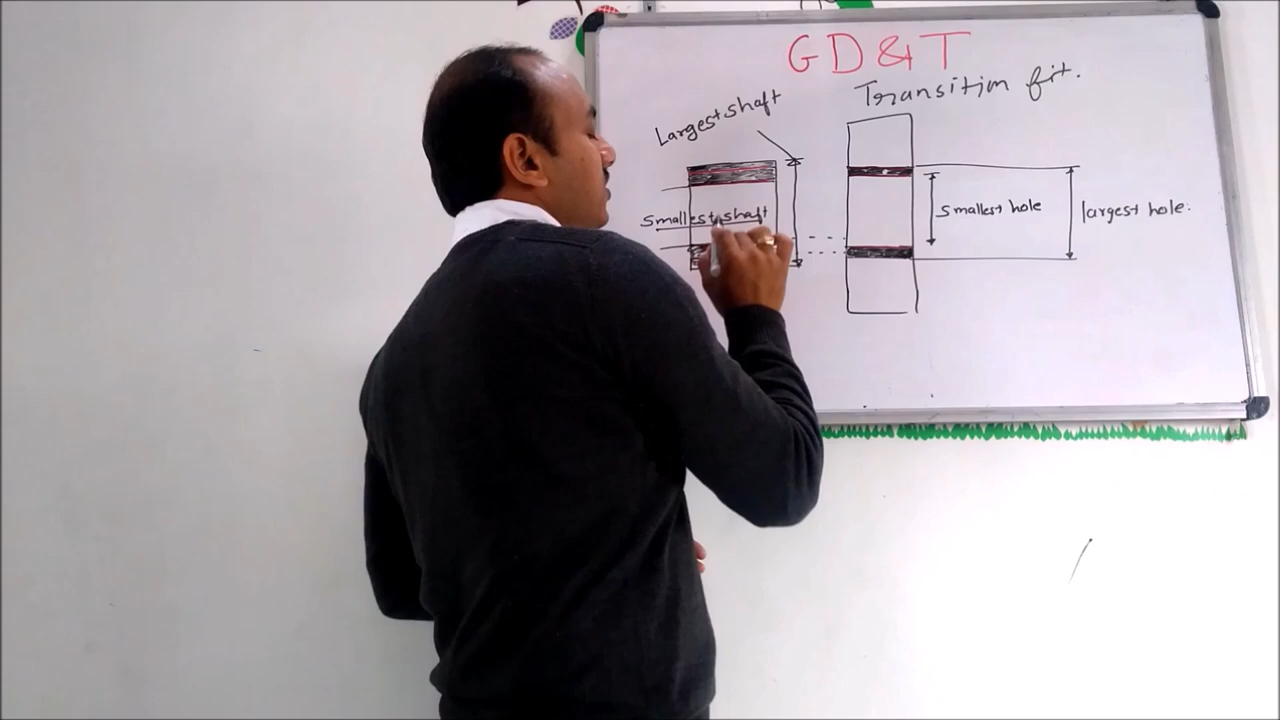 GD&T
Transition fit.
Largest shaft
Smallest shaft
Smallest hole
largest hole.